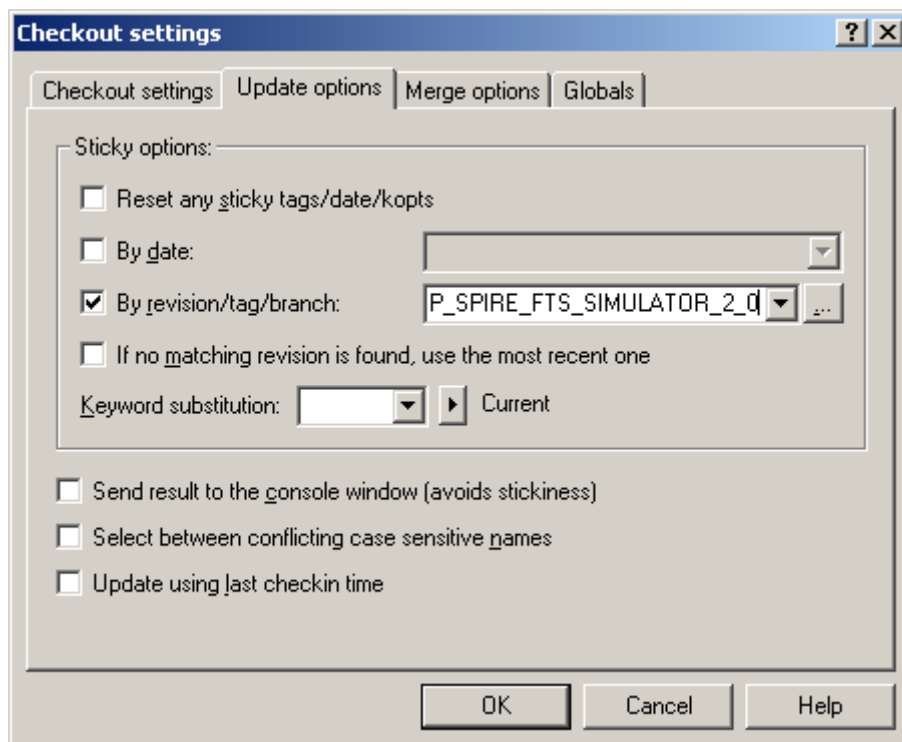 Checkout settings
Checkout settings Update options Merge options Globals
Sticky options:
Reset any sticky tags/date/kopts
By date:
By revision/tag/branch: P_SPIRE_FTS_SIMULATOR_2_0 ...
If no matching revision is found, use the most recent one
Keyword substitution: Current
Send result to the console window (avoids stickiness)
Select between conflicting case sensitive names
Update using last checkin time
OK Cancel Help